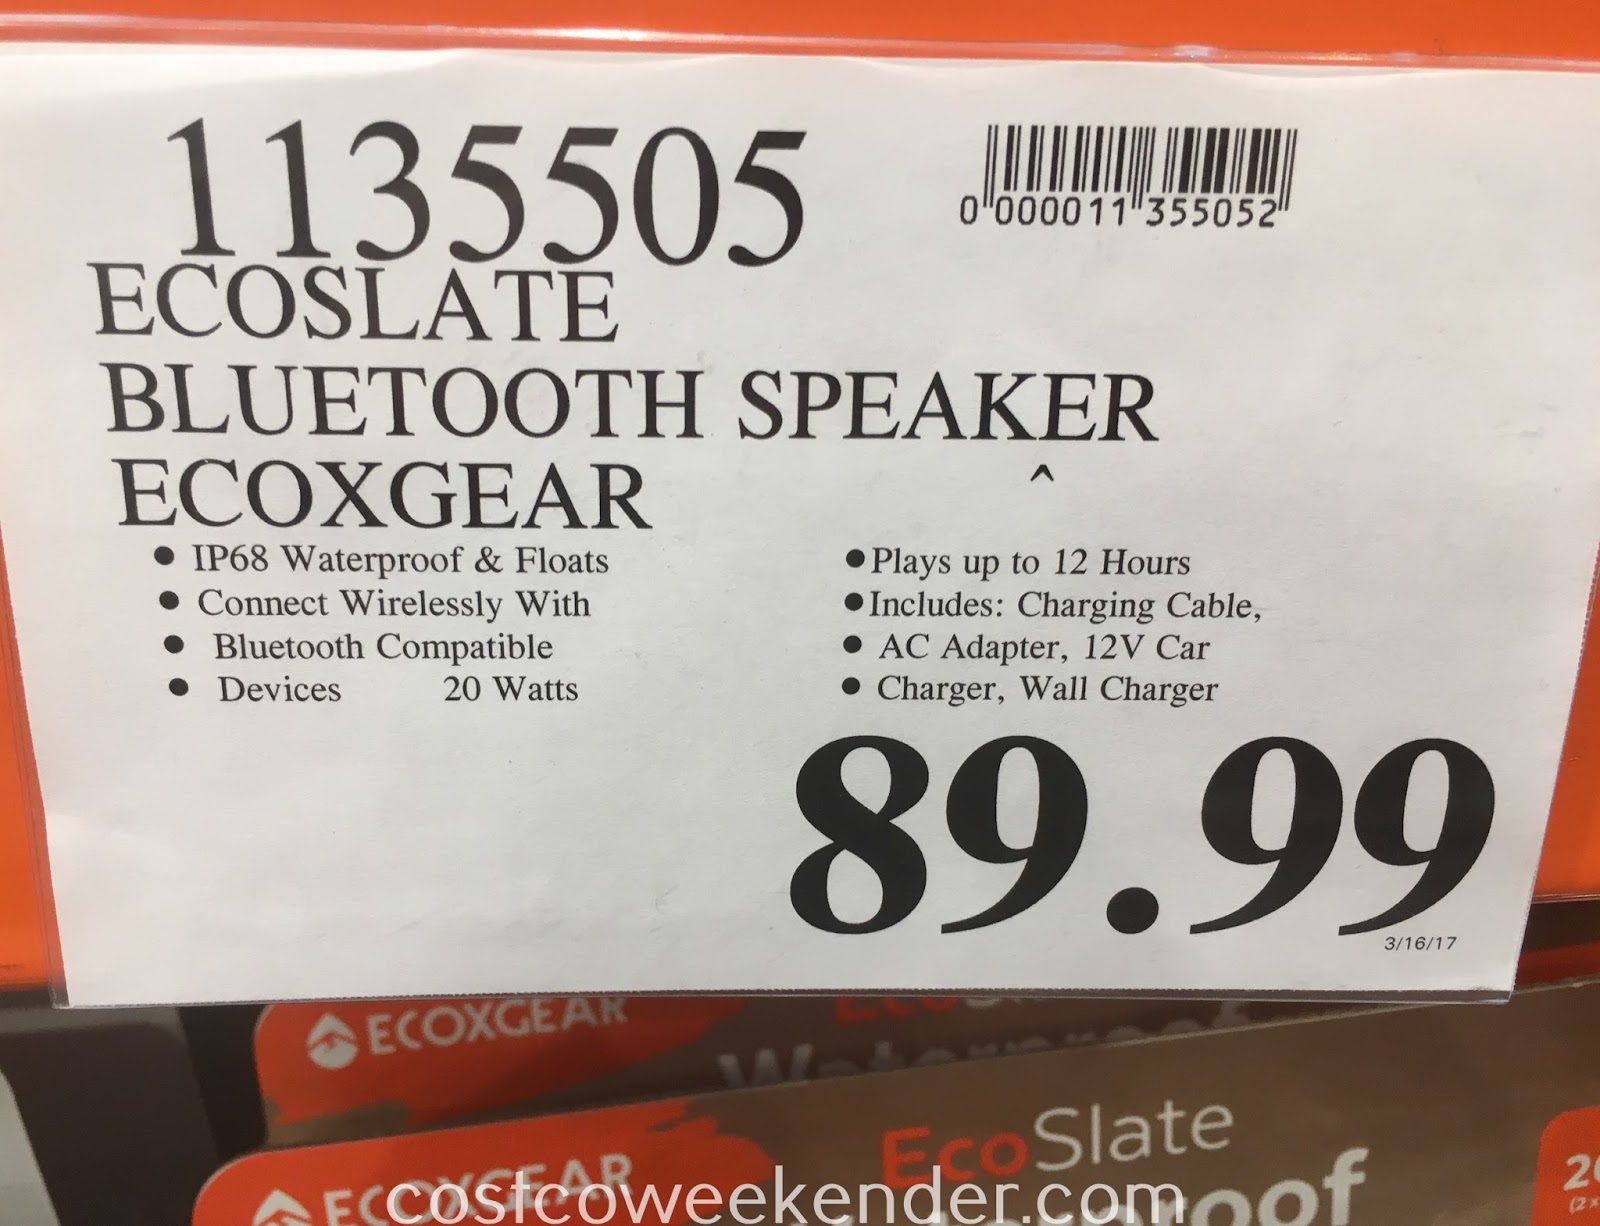 1135505
0 000011 355052
ECOSLATE
BLUETOOTH SPEAKER
ECOXGEAR ^
• IP68 Waterproof & Floats
• Connect Wirelessly With
• Bluetooth Compatible
• Devices 20 Watts
• Plays up to 12 Hours
• Includes: Charging Cable,
• AC Adapter, 12V Car
• Charger, Wall Charger
89.99
3/16/17
ECOXGEAR
EcoSlate
ECOXGEAR
costcoweekender.com